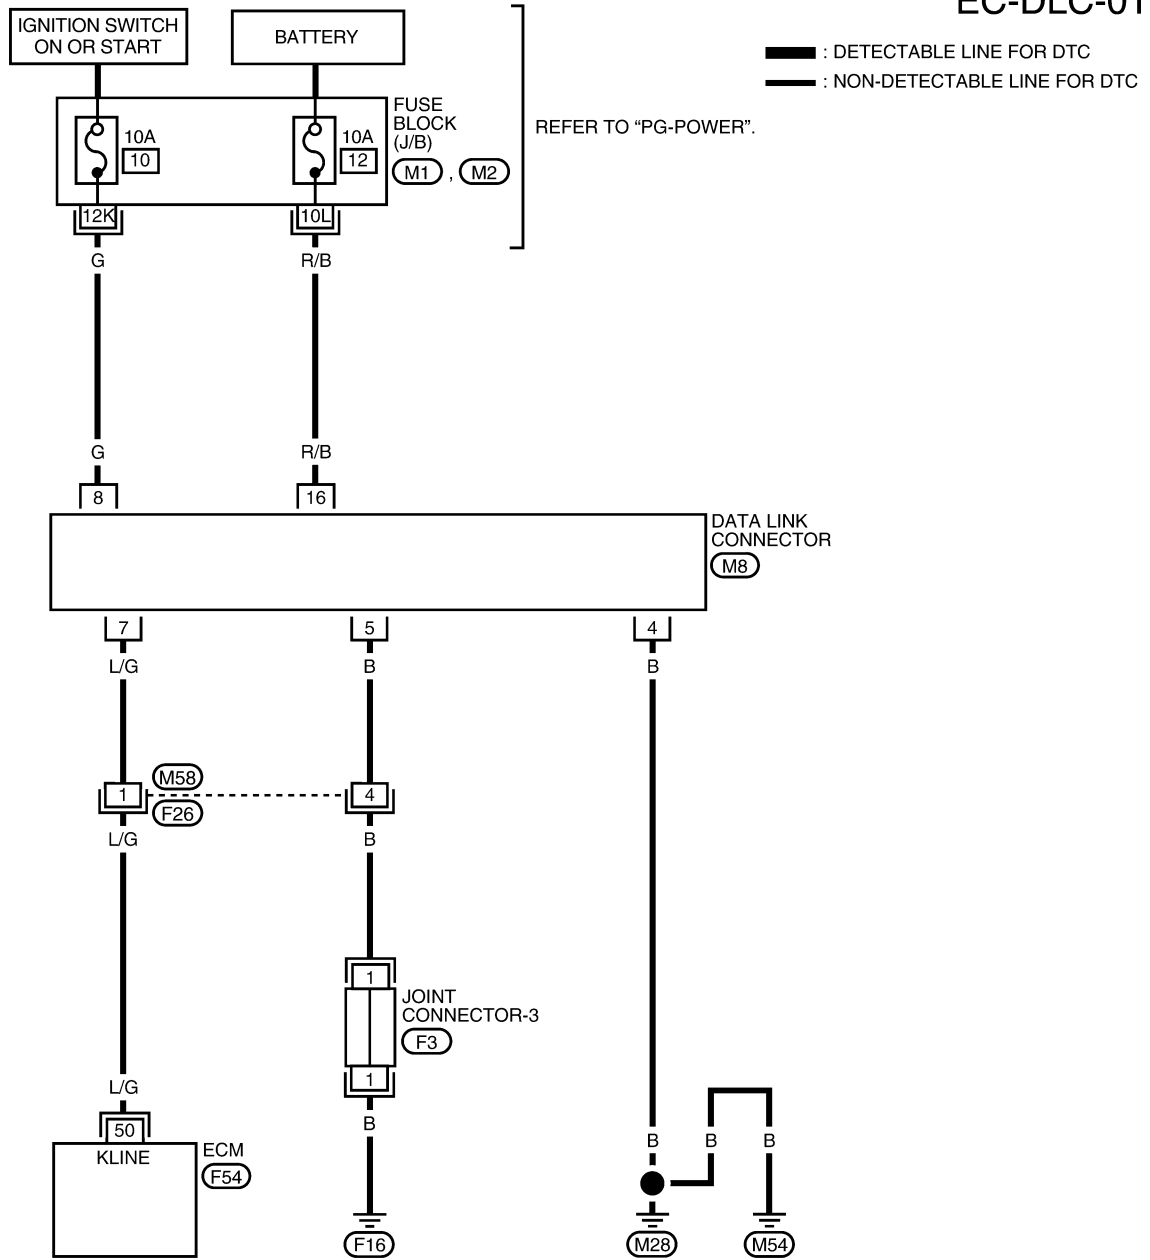 EC-DLC-01
IGNITION SWITCH
ON OR START
BATTERY
: DETECTABLE LINE FOR DTC
: NON-DETECTABLE LINE FOR DTC
FUSE
BLOCK
(J/B)
M1 , M2
10A
10
10A
12
REFER TO “PG-POWER”.
12K
10L
G
R/B
G
R/B
8
16
DATA LINK
CONNECTOR
M8
7
5
4
L/G
B
B
M58
1
4
F26
L/G
B
1
JOINT
CONNECTOR-3
F3
1
L/G
B
50
KLINE
ECM
F54
B
B
B
F16
M28
M54